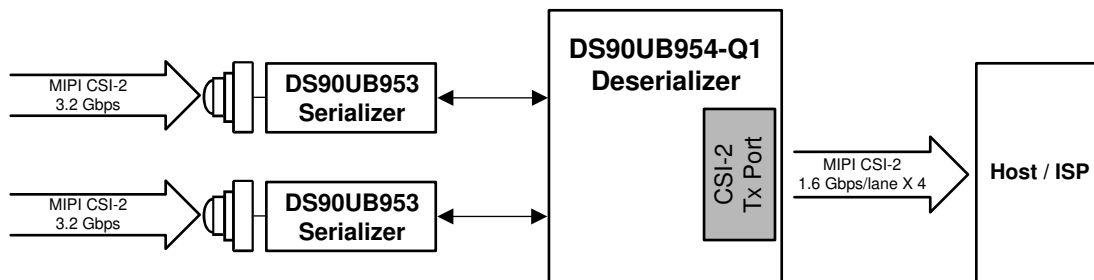 MIPI CSI-2
3.2 Gbps
DS90UB953
Serializer
MIPI CSI-2
3.2 Gbps
DS90UB953
Serializer
DS90UB954-Q1
Deserializer
CSI-2
Tx Port
MIPI CSI-2
1.6 Gbps/lane X 4
Host / ISP